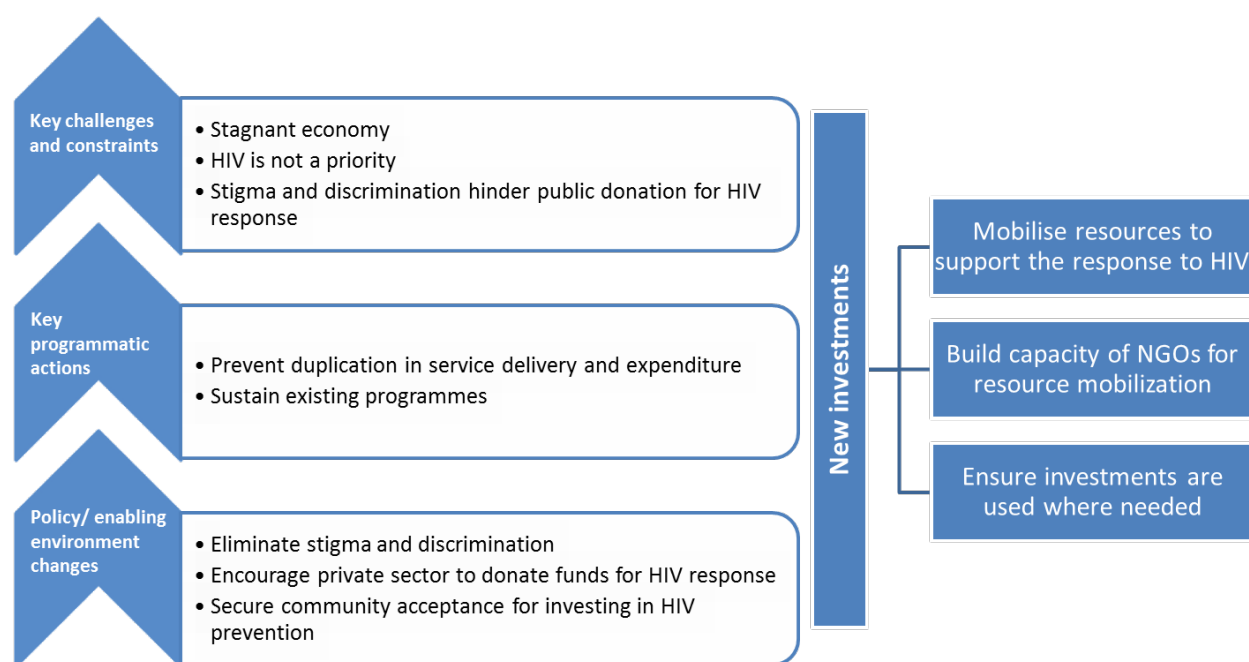 Key challenges
and constraints
• Stagnant economy
• HIV is not a priority
• Stigma and discrimination hinder public donation for HIV
response
Key
programmatic
actions
• Prevent duplication in service delivery and expenditure
• Sustain existing programmes
Policy/ enabling
environment
changes
• Eliminate stigma and discrimination
• Encourage private sector to donate funds for HIV response
• Secure community acceptance for investing in HIV
prevention
New investments
Mobilise resources to
support the response to HIV
Build capacity of NGOs for
resource mobilization
Ensure investments are
used where needed